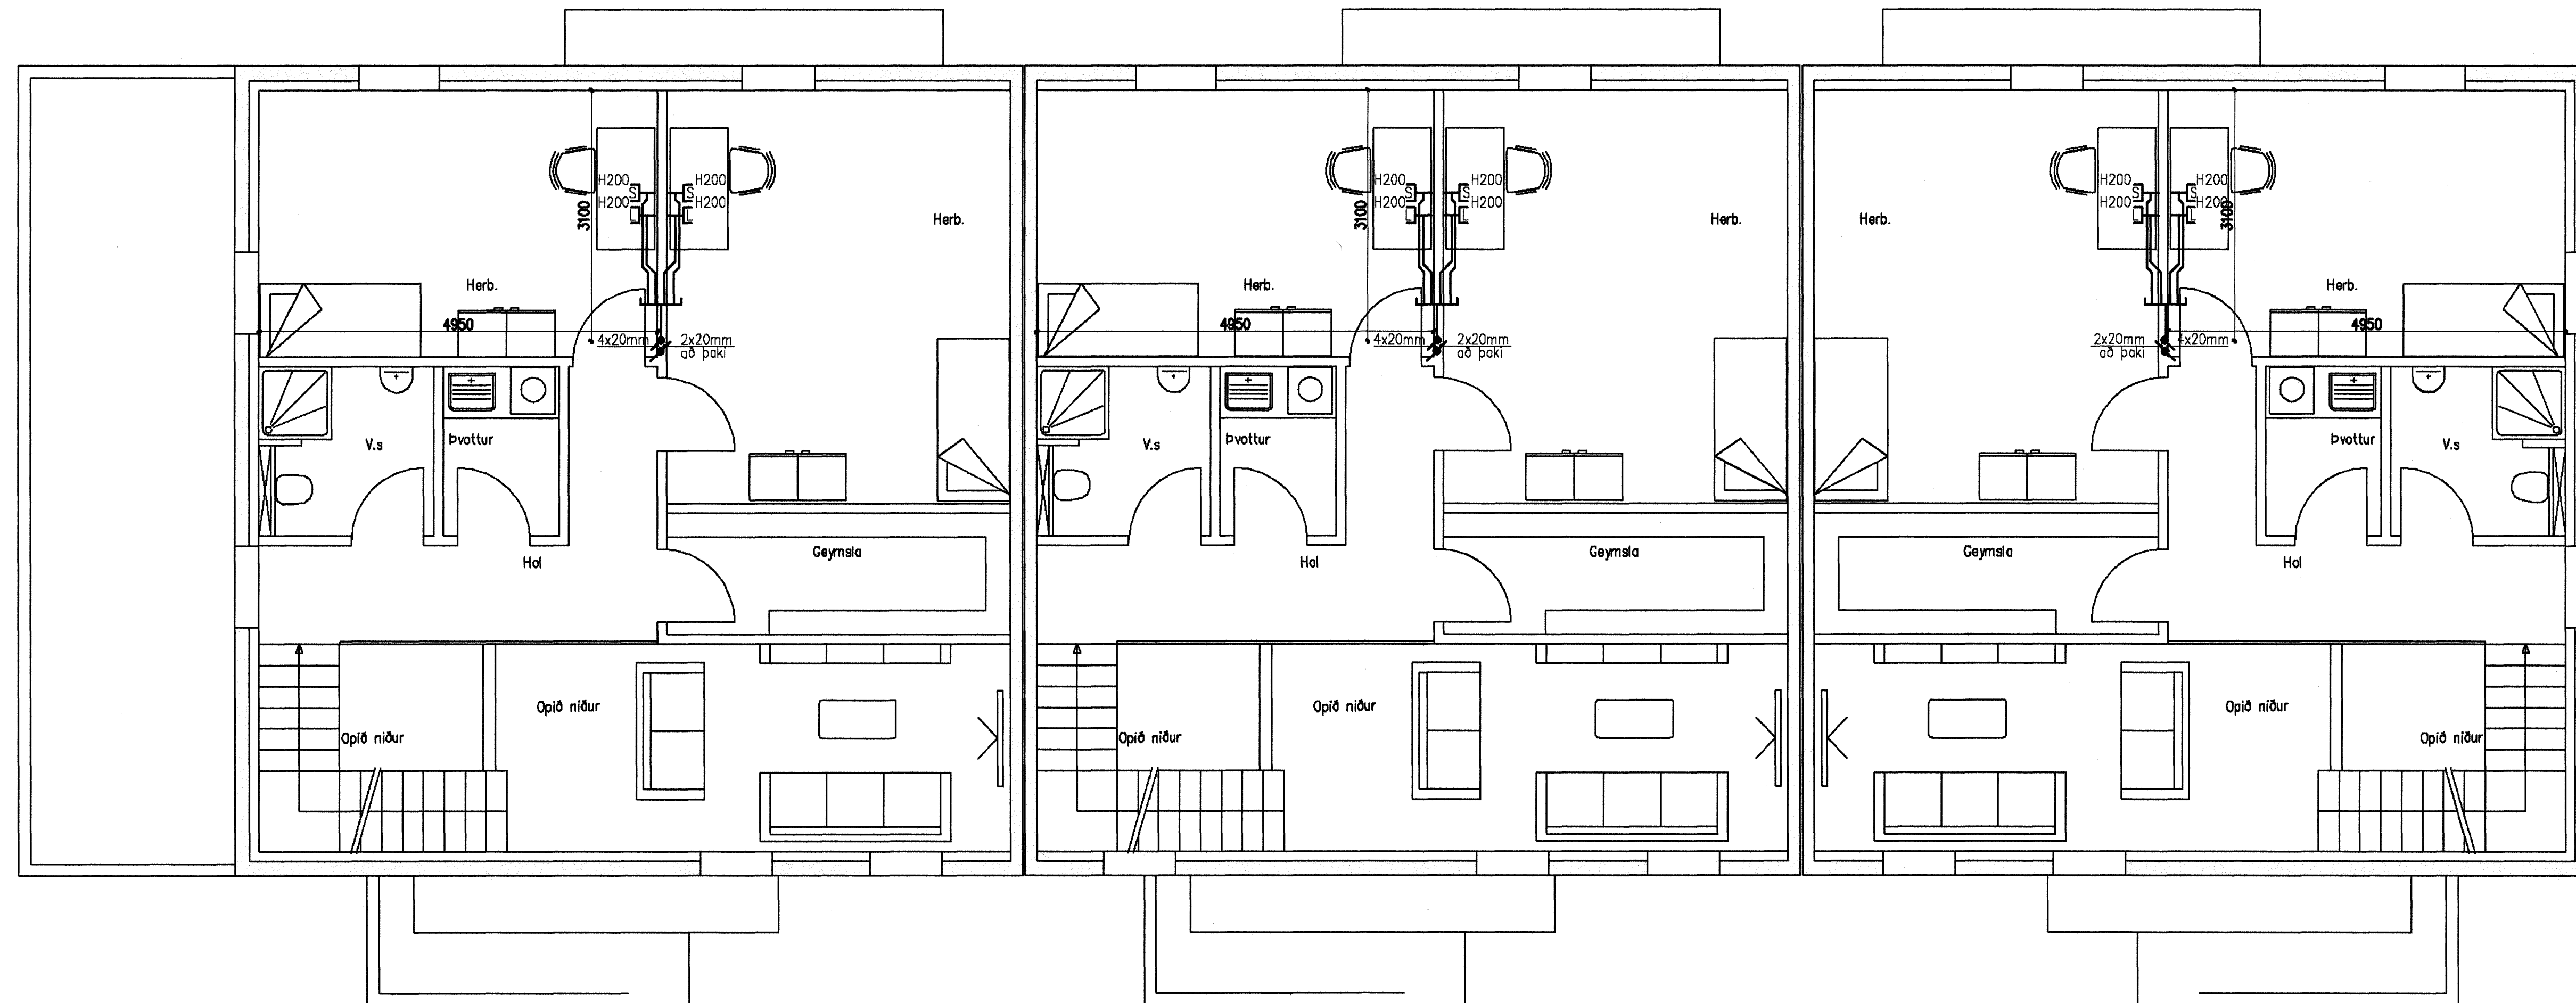 H200
S
H200
L
H200
S
H200
L
3100
Herb.
Herb.
4950
4x20mm
2x20mm
að þaki
V.s
Þvottur
Hol
Geymsla
Opið niður
Opið niður
H200
S
H200
L
H200
S
H200
L
3100
Herb.
Herb.
4950
4x20mm
2x20mm
að þaki
V.s
Þvottur
Hol
Geymsla
Opið niður
Opið niður
H200
S
H200
L
H200
S
H200
L
3100
Herb.
Herb.
4950
2x20mm
að þaki
4x20mm
Þvottur
V.s
Geymsla
Hol
Opið niður
Opið niður